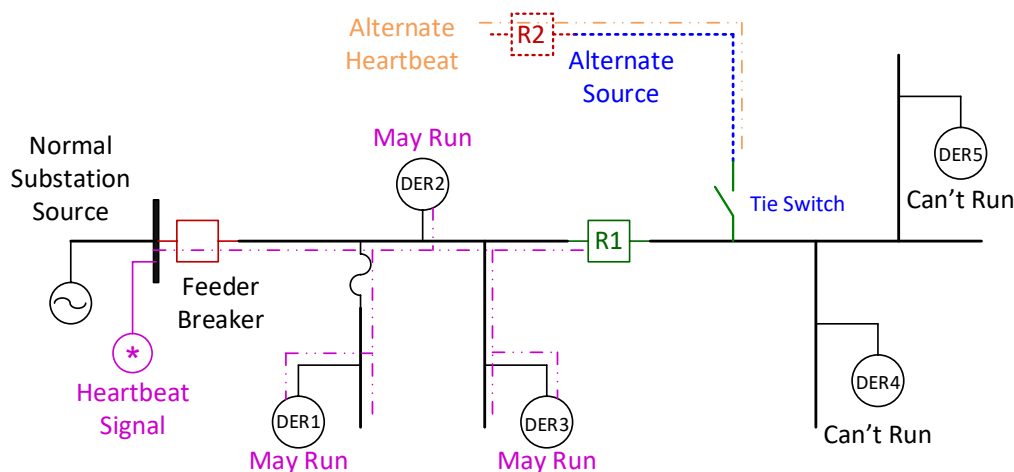 Alternate
Heartbeat
R2
Alternate
Source
May Run
DER2
Normal
Substation
Source
DER5
Can't Run
Tie Switch
R1
Feeder
Breaker
*
Heartbeat
Signal
DER1
May Run
DER3
May Run
DER4
Can't Run